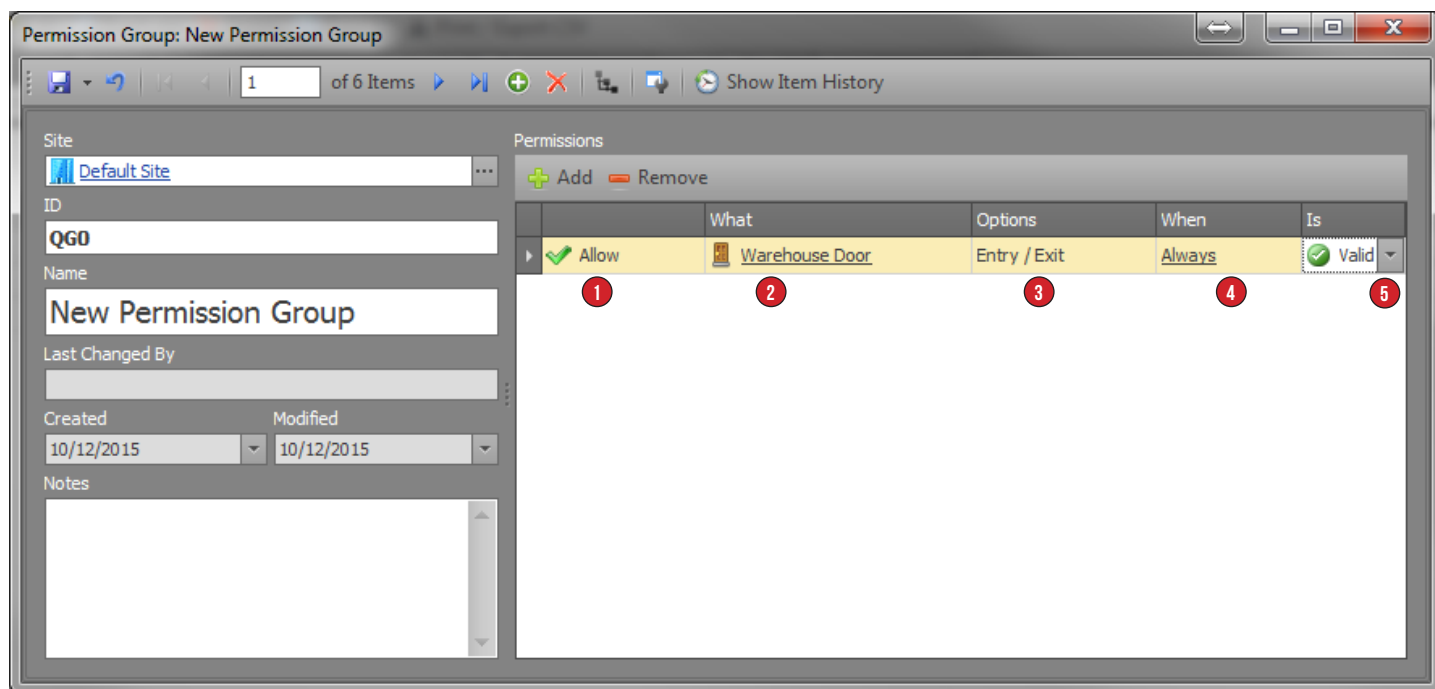 Permission Group: New Permission Group
1 of 6 Items Show Item History
Site
Default Site
ID
QG0
Name
New Permission Group
Last Changed By
Created Modified
10/12/2015 10/12/2015
Notes
Permissions
Add Remove
What Options When Is
Allow Warehouse Door Entry / Exit Always Valid
1 2 3 4 5